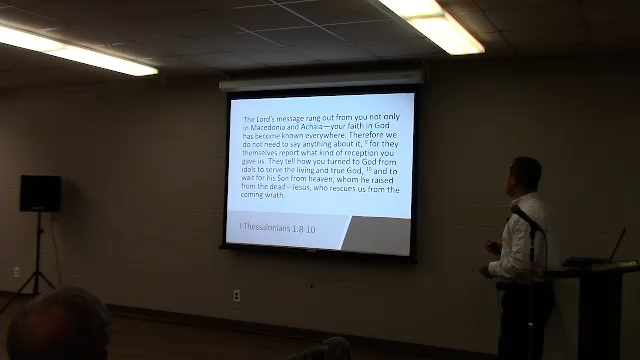 The Lord's message rang out from you not only
in Macedonia and Achaia—your faith in God
has become known everywhere. Therefore we
do not need to say anything about it, 9 for they
themselves report what kind of reception you
gave us. They tell how you turned to God from
idols to serve the living and true God, 10 and to
wait for his Son from heaven, whom he raised
from the dead—Jesus, who rescues us from the
coming wrath.
I Thessalonians 1:8-10